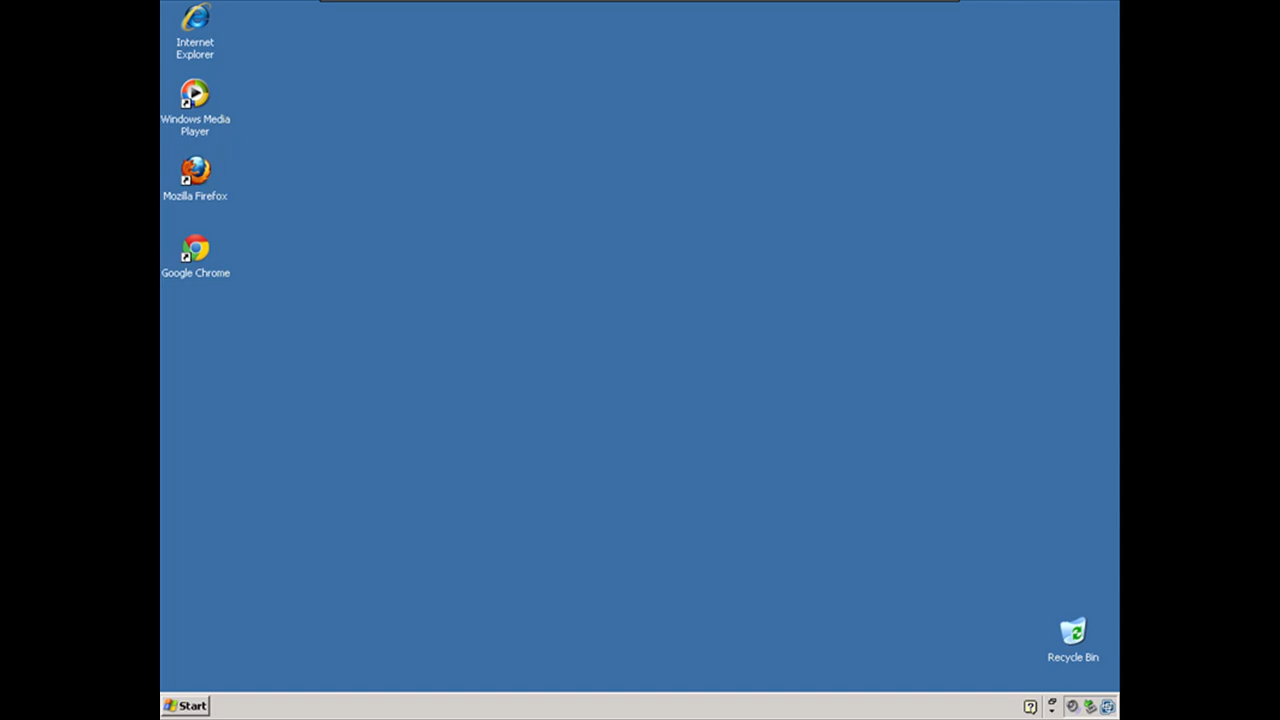 Internet
Explorer
Windows Media
Player
Mozilla Firefox
Google Chrome
Recycle Bin
Start